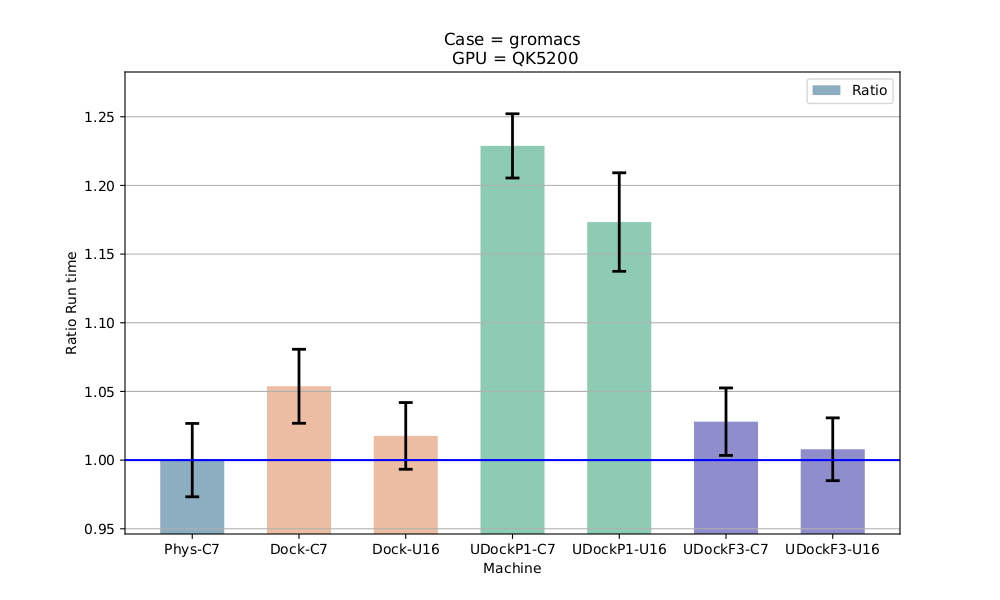 Case = gromacs
GPU = QK5200
Ratio
1.25
1.20
1.15
1.10
1.05
1.00
0.95
Ratio Run time
Phys-C7 Dock-C7 Dock-U16 UDockP1-C7 UDockP1-U16 UDockF3-C7 UDockF3-U16
Machine